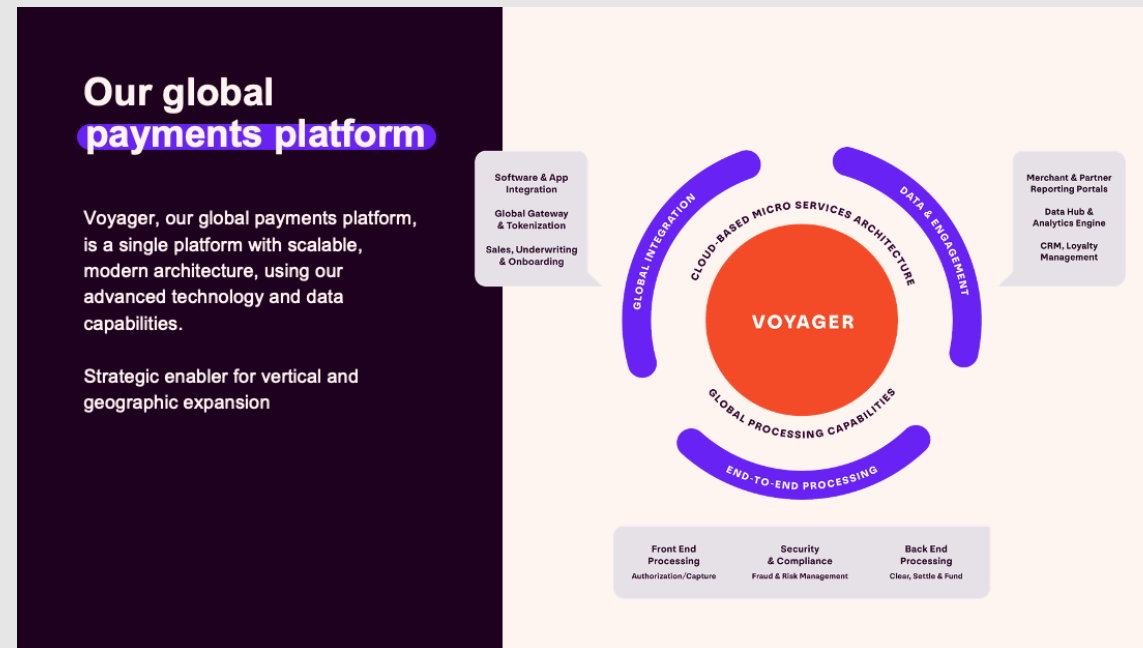 Our global
payments platform
Voyager, our global payments platform,
is a single platform with scalable,
modern architecture, using our
advanced technology and data
capabilities.
Strategic enabler for vertical and
geographic expansion
Software & App
Integration
Global Gateway
& Tokenization
Sales, Underwriting
& Onboarding
GLOBAL INTEGRATION
CLOUD-BASED MICRO SERVICES ARCHITECTURE
DATA & ENGAGEMENT
VOYAGER
GLOBAL PROCESSING CAPABILITIES
END-TO-END PROCESSING
Merchant & Partner
Reporting Portals
Data Hub &
Analytics Engine
CRM, Loyalty
Management
Front End
Processing
Authorization/Capture
Security
& Compliance
Fraud & Risk Management
Back End
Processing
Clear, Settle & Fund